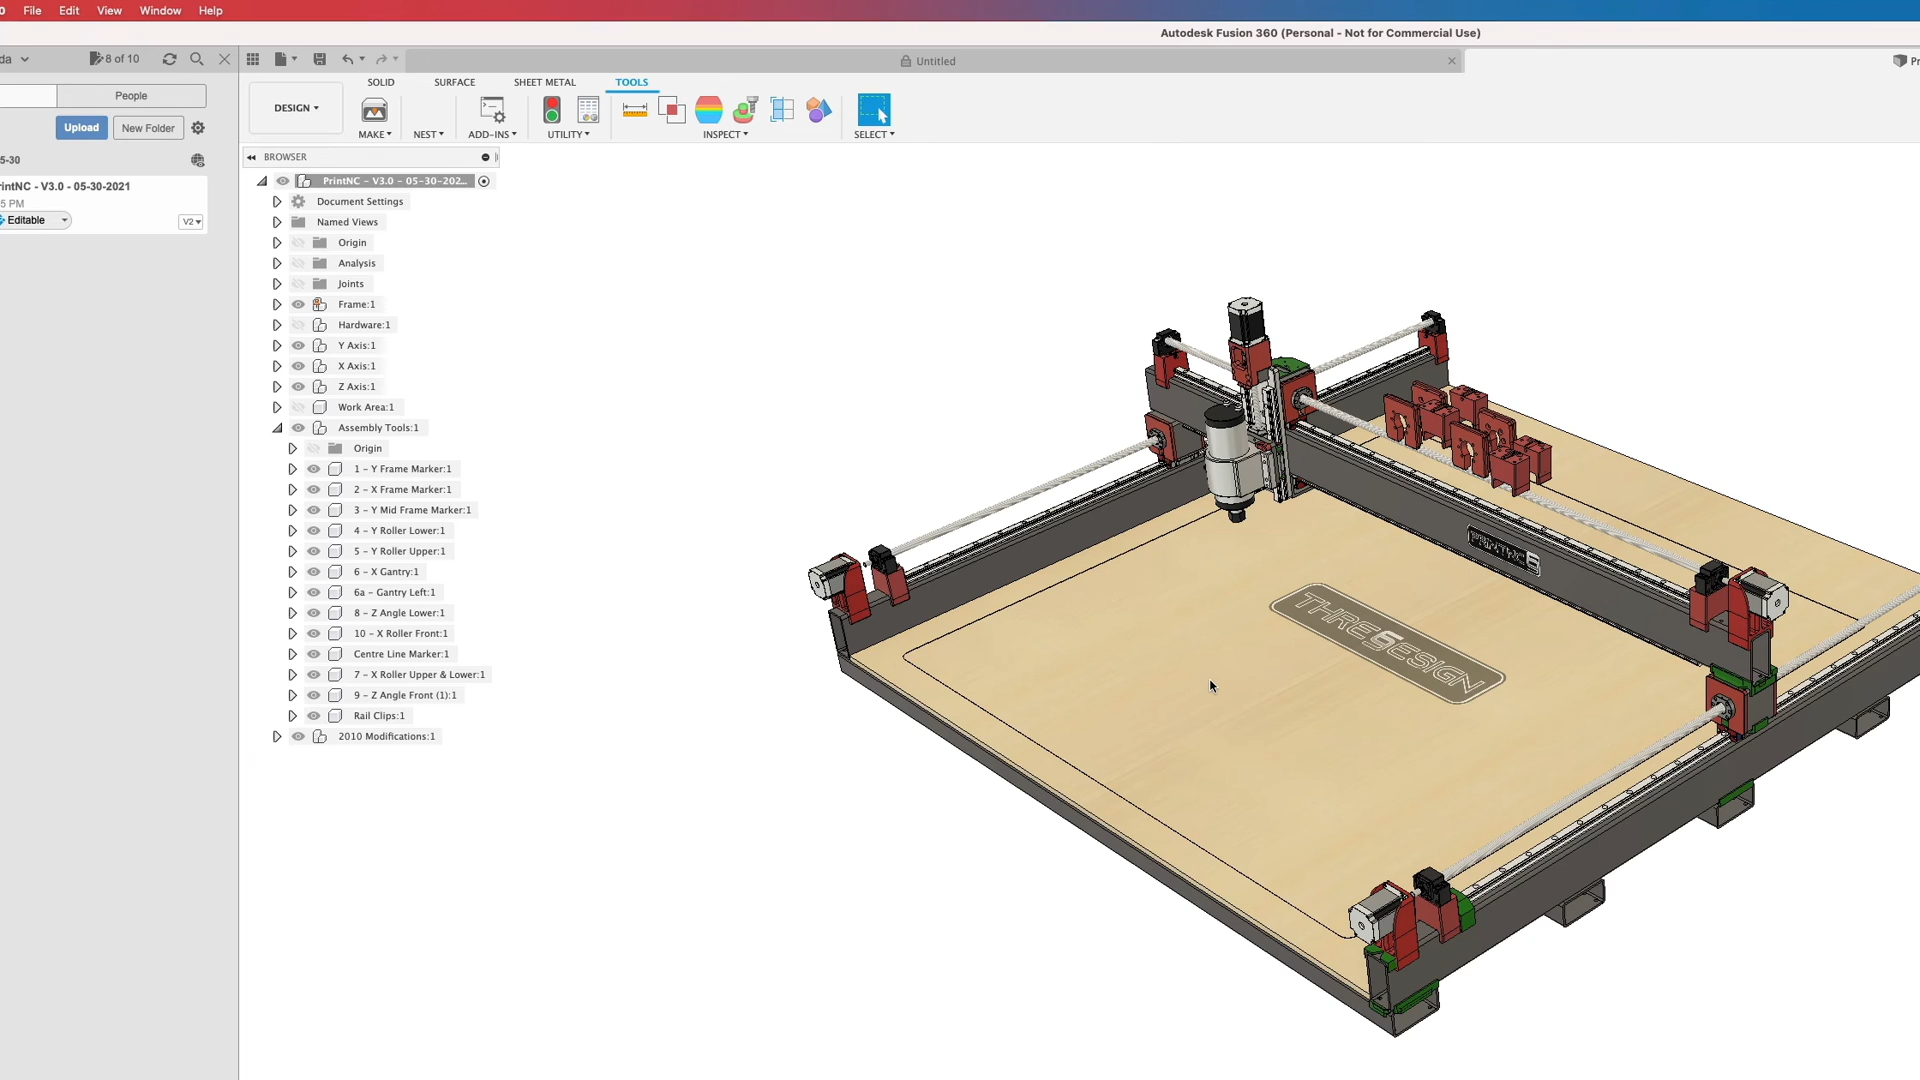 File Edit View Window Help
Autodesk Fusion 360 (Personal - Not for Commercial Use)
8 of 10
Untitled
SOLID SURFACE SHEET METAL TOOLS
People
DESIGN
MAKE NEST ADD-INS UTILITY INSPECT SELECT
Upload New Folder
BROWSER
5-30
PrintNC - V3.0 - 05-30-202...
rintNC - V3.0 - 05-30-2021
5 PM
Editable
V2
Document Settings
Named Views
Origin
Analysis
Joints
Frame:1
Hardware:1
Y Axis:1
X Axis:1
Z Axis:1
Work Area:1
Assembly Tools:1
Origin
1 - Y Frame Marker:1
2 - X Frame Marker:1
3 - Y Mid Frame Marker:1
4 - Y Roller Lower:1
5 - Y Roller Upper:1
6 - X Gantry:1
6a - Gantry Left:1
8 - Z Angle Lower:1
10 - X Roller Front:1
Centre Line Marker:1
7 - X Roller Upper & Lower:1
9 - Z Angle Front (1):1
Rail Clips:1
2010 Modifications:1